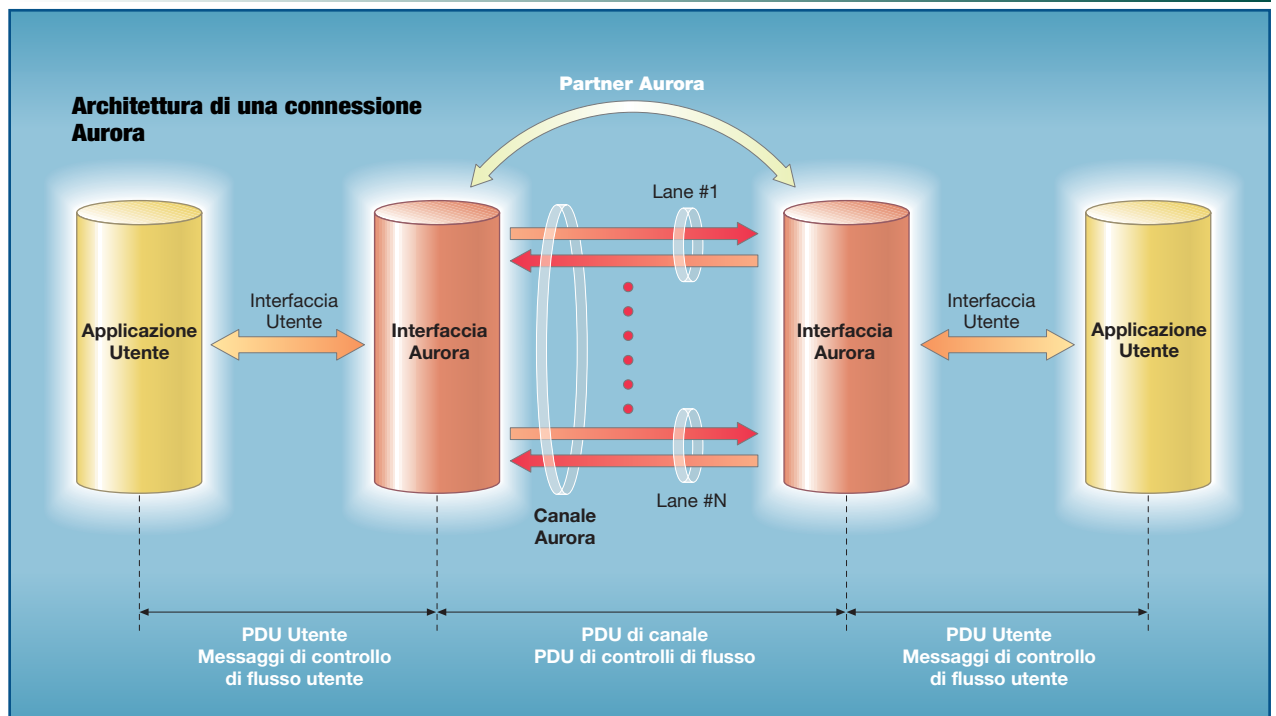 Partner Aurora
Architettura di una connessione
Aurora
Lane #1
Applicazione
Utente
Interfaccia
Utente
Interfaccia
Aurora
Interfaccia
Aurora
Interfaccia
Utente
Applicazione
Utente
Lane #N
Canale
Aurora
PDU Utente
Messaggi di controllo
di flusso utente
PDU di canale
PDU di controlli di flusso
PDU Utente
Messaggi di controllo
di flusso utente